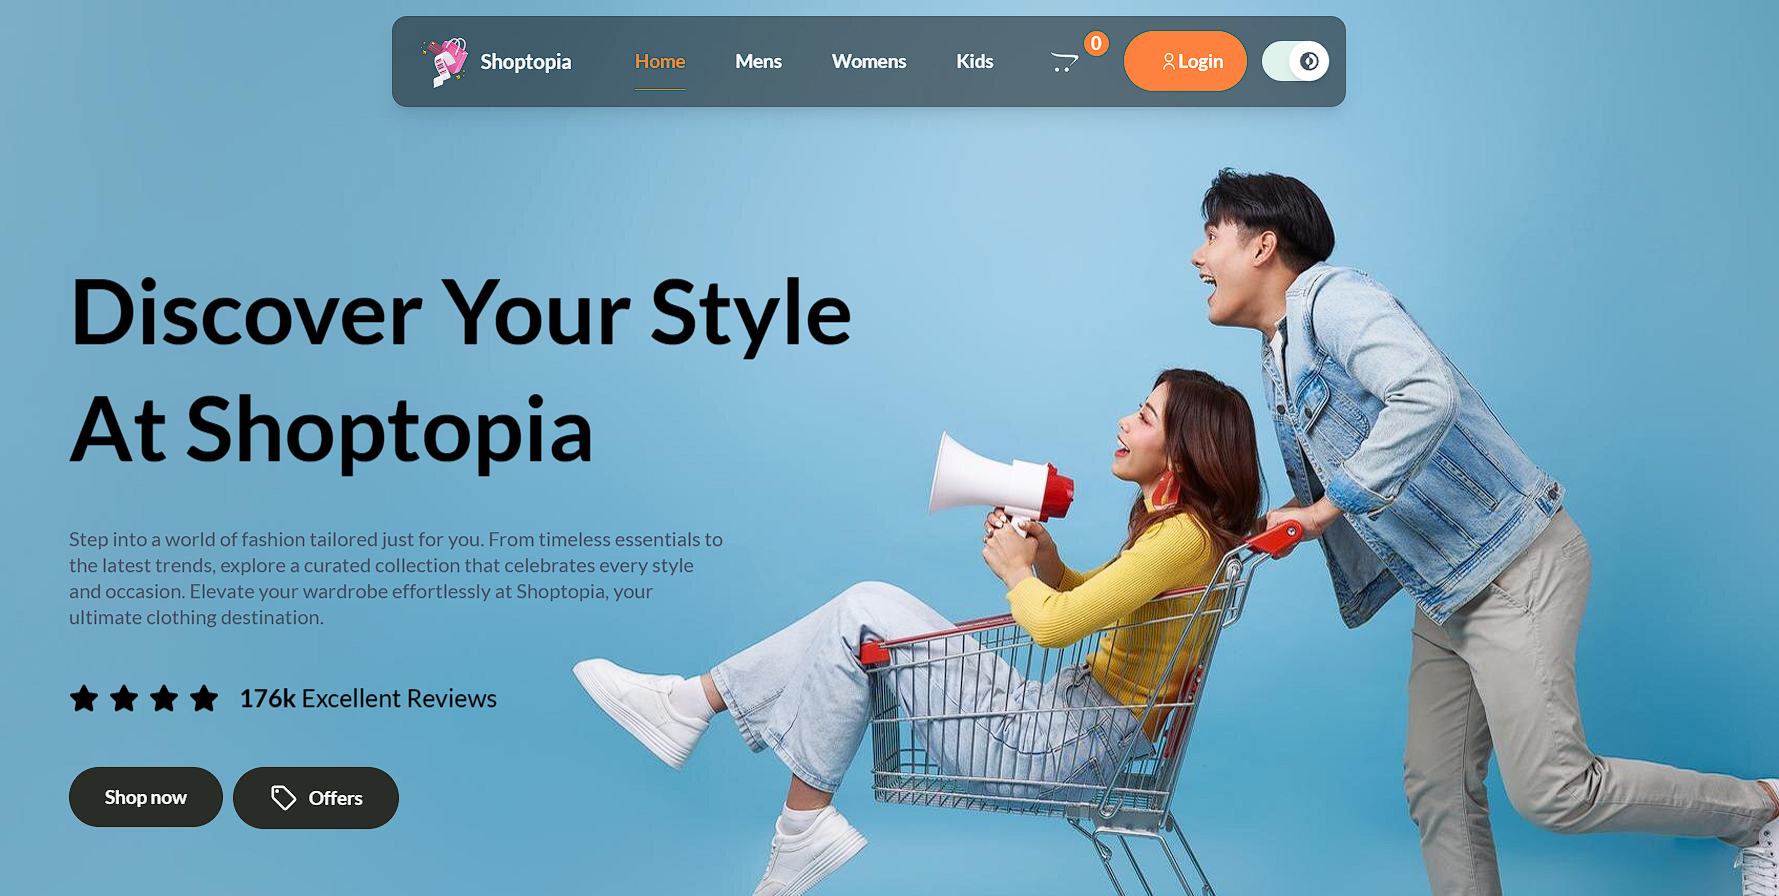 Shoptopia Home Mens Womens Kids 0 Login
Discover Your Style
At Shoptopia
Step into a world of fashion tailored just for you. From timeless essentials to
the latest trends, explore a curated collection that celebrates every style
and occasion. Elevate your wardrobe effortlessly at Shoptopia, your
ultimate clothing destination.
176k Excellent Reviews
Shop now Offers